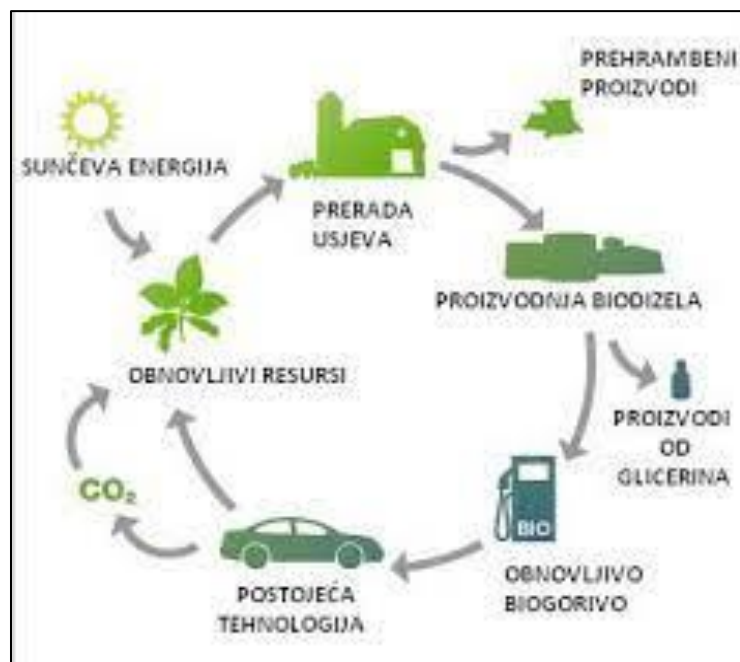 PREHRAMBENI
PROIZVODI
SUNČEVA ENERGIJA
PRERADA
USJEVA
PROIZVODNJA BIODIZELA
OBNOVLJIVI RESURSI
PROIZVODI
OD
GLICERINA
CO₂
BIO
OBNOVLJIVO
BIOGORIVO
POSTOJEĆA
TEHNOLOGIJA